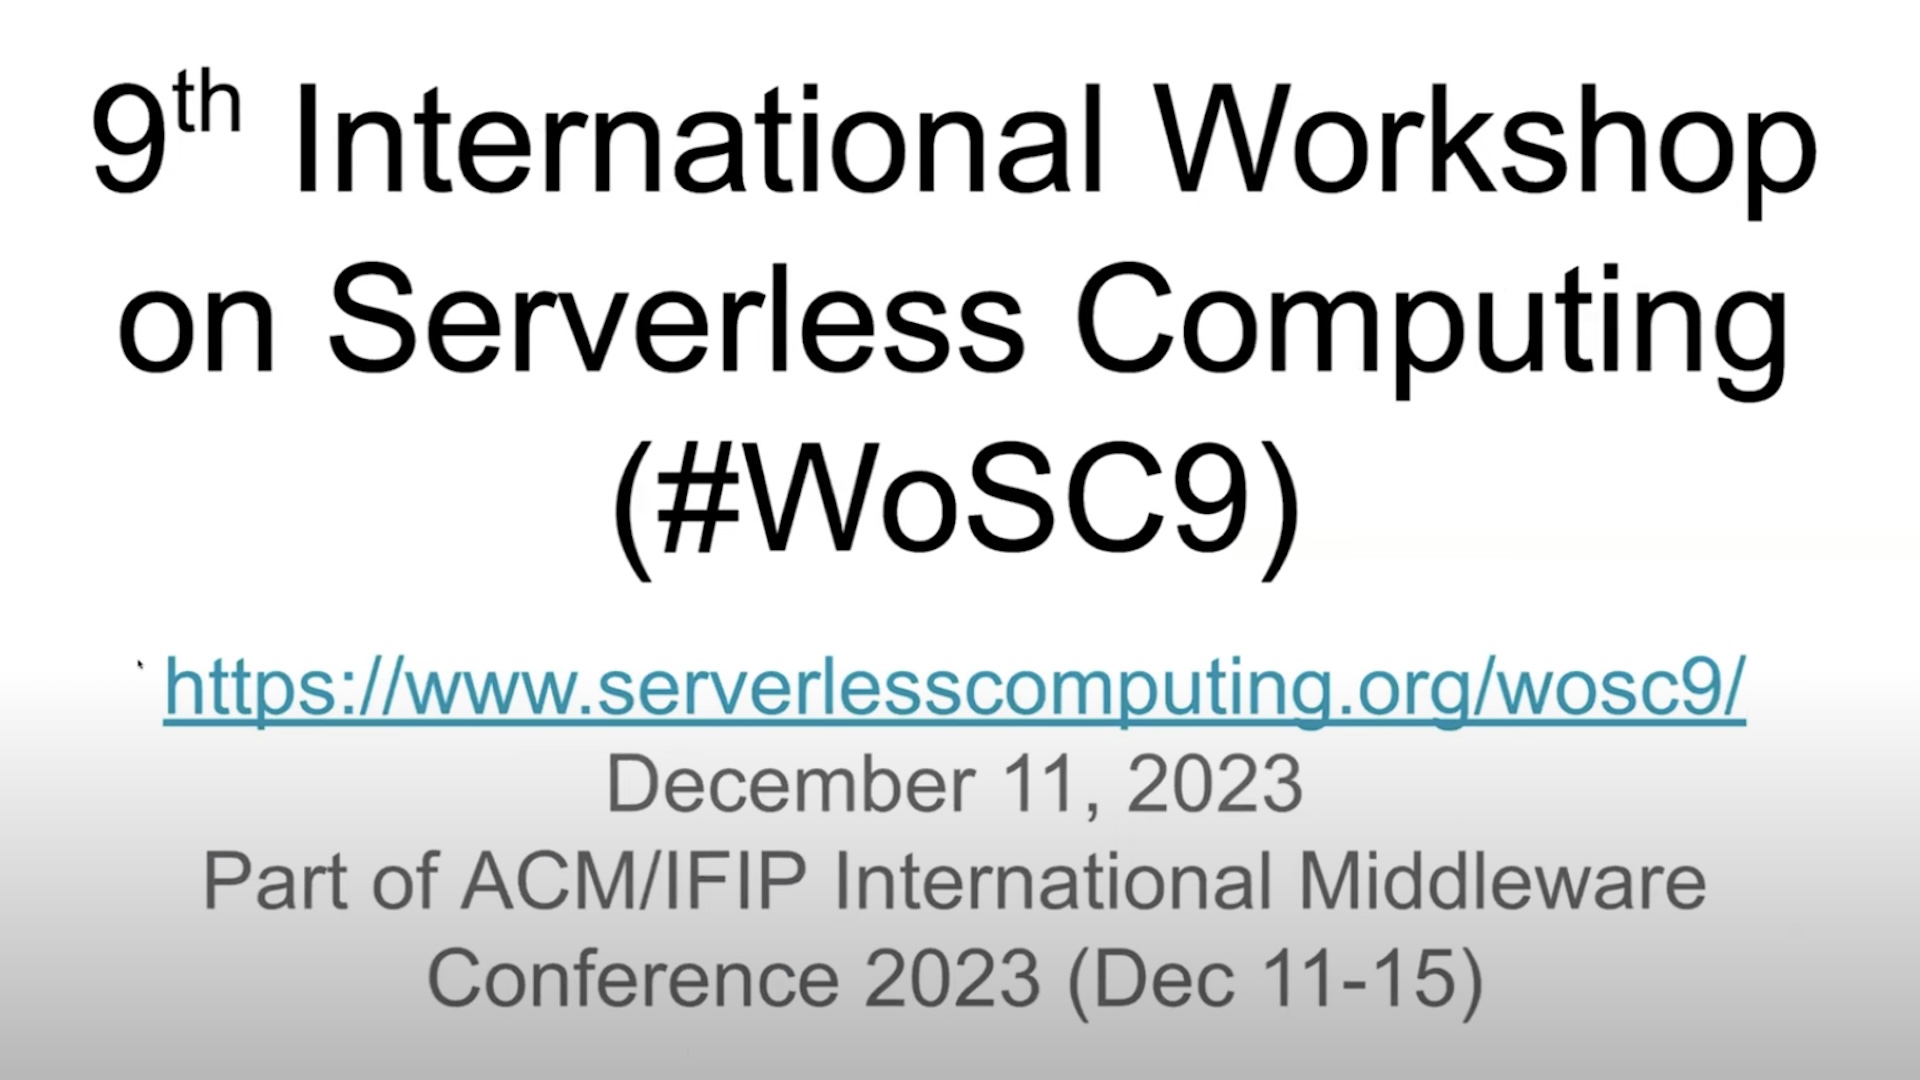 9th International Workshop
on Serverless Computing
(#WoSC9)
https://www.serverlesscomputing.org/wosc9/
December 11, 2023
Part of ACM/IFIP International Middleware
Conference 2023 (Dec 11-15)